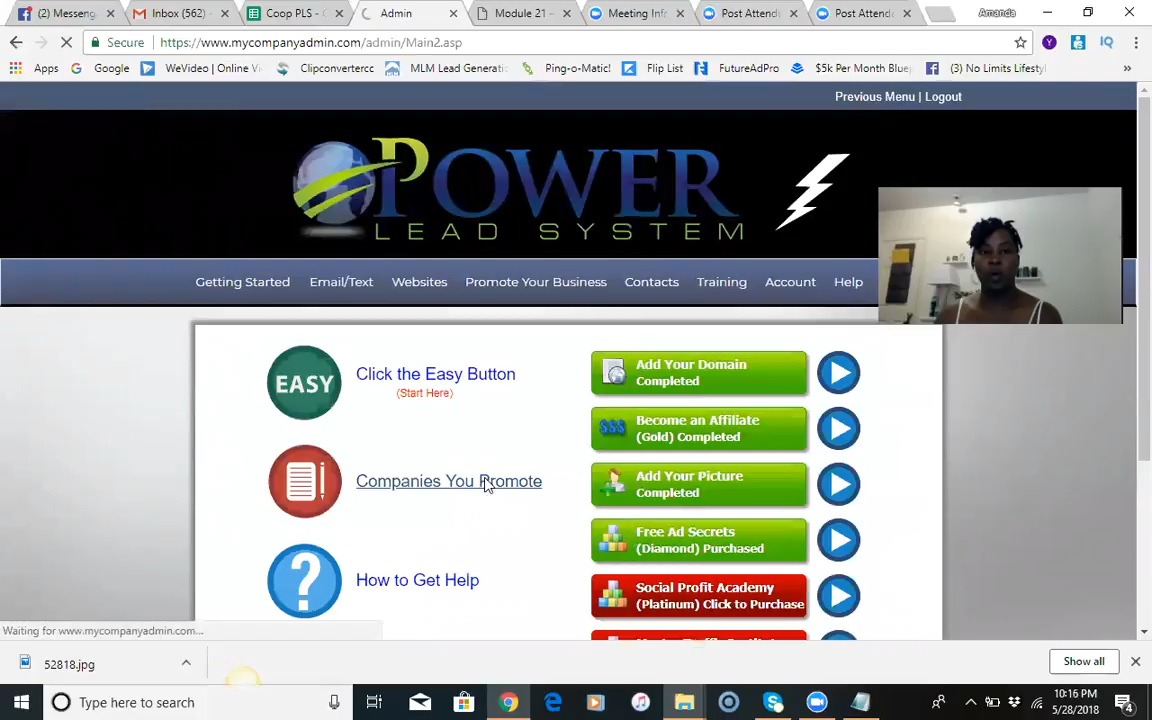 (2) Messeng
Inbox (562)
Coop PLS -
Admin
Module 21 -
Meeting Info
Post Attend
Post Attend
Amanda
Secure
https://www.mycompanyadmin.com/admin/Main2.asp
Apps
Google
WeVideo | Online Vi
Clipconvertercc
MLM Lead Generati
Ping-o-Matic!
Flip List
FutureAdPro
$5k Per Month Blue
(3) No Limits Lifesty
Previous Menu | Logout
POWER
LEAD SYSTEM
Getting Started
Email/Text
Websites
Promote Your Business
Contacts
Training
Account
Help
EASY
Click the Easy Button
(Start Here)
Companies You Promote
?
How to Get Help
Add Your Domain
Completed
$$$
Become an Affiliate
(Gold) Completed
Add Your Picture
Completed
Free Ad Secrets
(Diamond) Purchased
Social Profit Academy
(Platinum) Click to Purchase
Waiting for www.mycompanyadmin.com...
52818.jpg
Show all
Type here to search
10:16 PM
5/28/2018
4